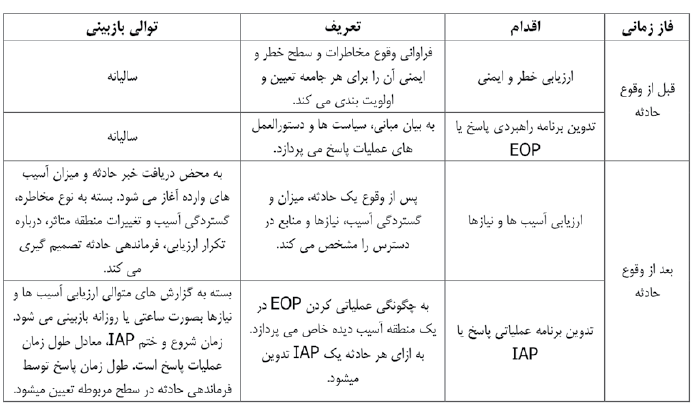 فاز زمانی
اقدام
تعریف
توالی بازبینی
قبل از وقوع
حادثه
ارزیابی خطر و ایمنی
فراوانی وقوع مخاطرات و سطح خطر و
ایمنی آن را برای هر جامعه تعیین و
اولویت بندی می کند.
سالیانه
تدوین برنامه راهبردی پاسخ یا
EOP
به بیان مبانی، سیاست ها و دستورالعمل
های عملیات پاسخ می پردازد.
سالیانه
بعد از وقوع
حادثه
ارزیابی آسیب ها و نیازها
پس از وقوع یک حادثه، میزان و
گستردگی آسیب، نیازها و منابع در
دسترس را مشخص می کند.
به محض دریافت خبر حادثه و میزان آسیب
های وارده آغاز می شود. بسته به نوع مخاطره،
گستردگی آسیب و تغییرات منطقه متاثر، درباره
تکرار ارزیابی، فرماندهی حادثه تصمیم گیری
می کند.
تدوین برنامه عملیاتی پاسخ یا
IAP
به چگونگی عملیاتی کردن EOP در
یک منطقه آسیب دیده خاص می پردازد.
به ازای هر حادثه یک IAP تدوین
میشود.
بسته به گزارش های متوالی ارزیابی آسیب ها و
نیازها بصورت ساعتی یا روزانه بازبینی می شود.
زمان شروع و ختم IAP، معادل طول زمان
عملیات پاسخ است. طول زمان پاسخ توسط
فرماندهی حادثه در سطح مربوطه تعیین میشود.